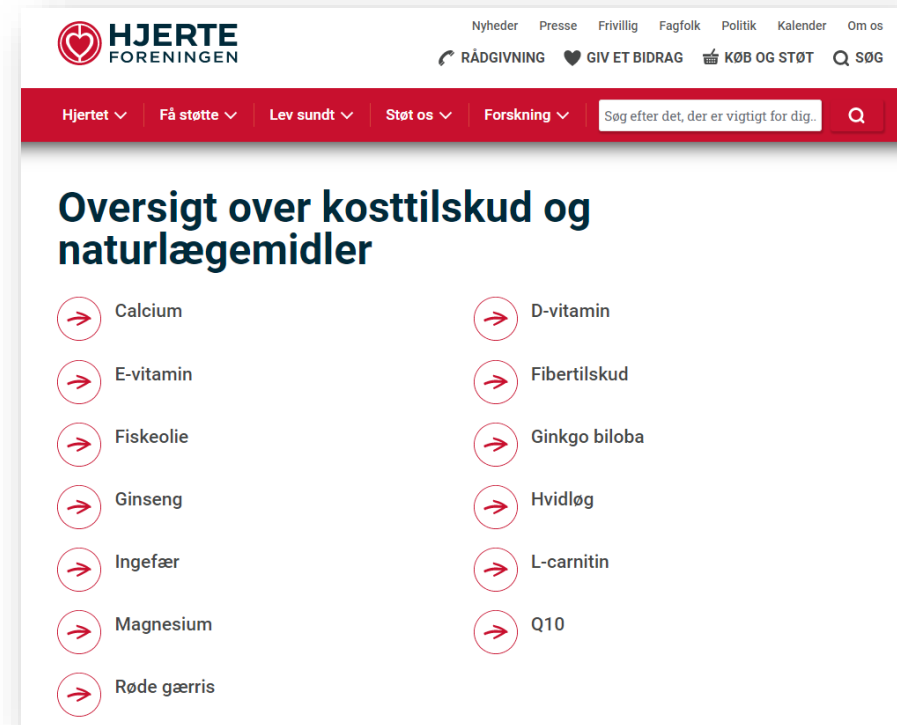 HJERTE
FORENINGEN
Nyheder Presse Frivillig Fagfolk Politik Kalender Om os
RÅDGIVNING GIV ET BIDRAG KØB OG STØT SØG
Hjertet Få støtte Lev sundt Støt os Forskning Søg efter det, der er vigtigt for dig..
Oversigt over kosttilskud og
naturlægemidler
Calcium D-vitamin
E-vitamin Fibertilskud
Fiskeolie Ginkgo biloba
Ginseng Hvidløg
Ingefær L-carnitin
Magnesium Q10
Røde gærris